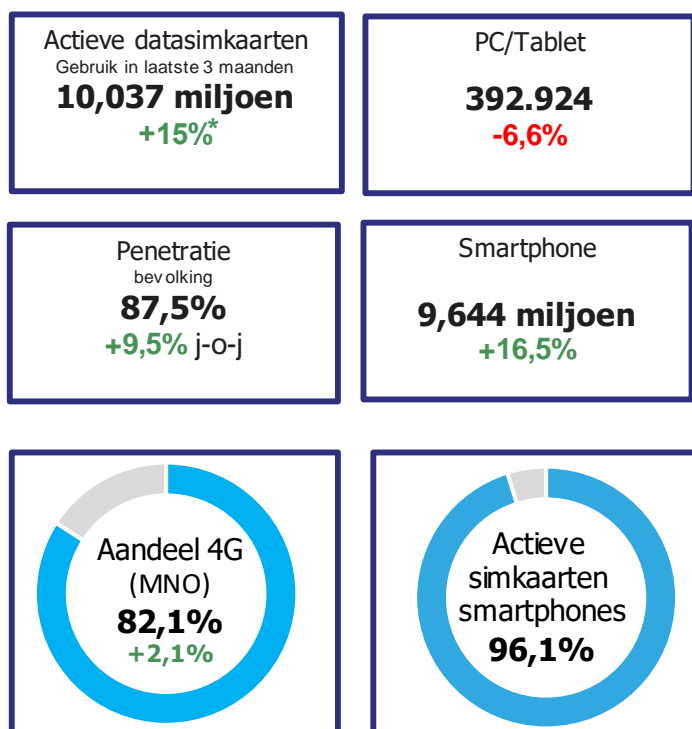 Actieve datasimkaarten
Gebruik in laatste 3 maanden
10,037 miljoen
+15%*
PC/Tablet
392.924
-6,6%
Penetratie
bevolking
87,5%
+9,5% j-o-j
Smartphone
9,644 miljoen
+16,5%
Aandeel 4G
(MNO)
82,1%
+2,1%
Actieve
simkaarten
smartphones
96,1%